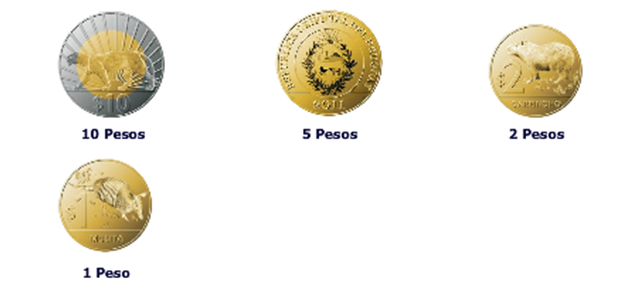 $10
10 Pesos
REPUBLICA ORIENTAL DEL URUGUAY
2011
5 Pesos
$2
CARPINCHO
2 Pesos
$1
MULITA
1 Peso